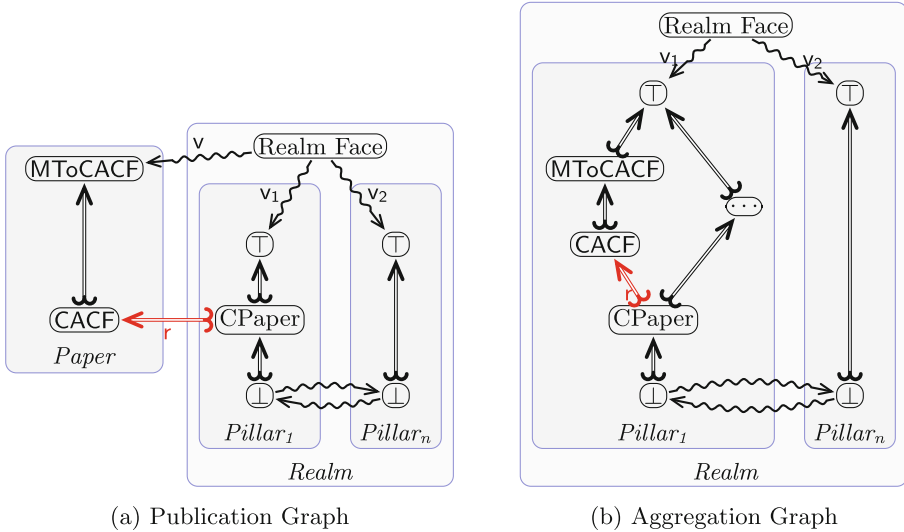 Realm Face
v
v₁
v₂
MToCACF
⊤
⊤
CACF
r
CPaper
Paper
⊥
⊥
Pillar₁
Pillarₙ
Realm
(a) Publication Graph
Realm Face
v₁
v₂
⊤
⊤
MToCACF
···
CACF
r
CPaper
⊥
⊥
Pillar₁
Pillarₙ
Realm
(b) Aggregation Graph